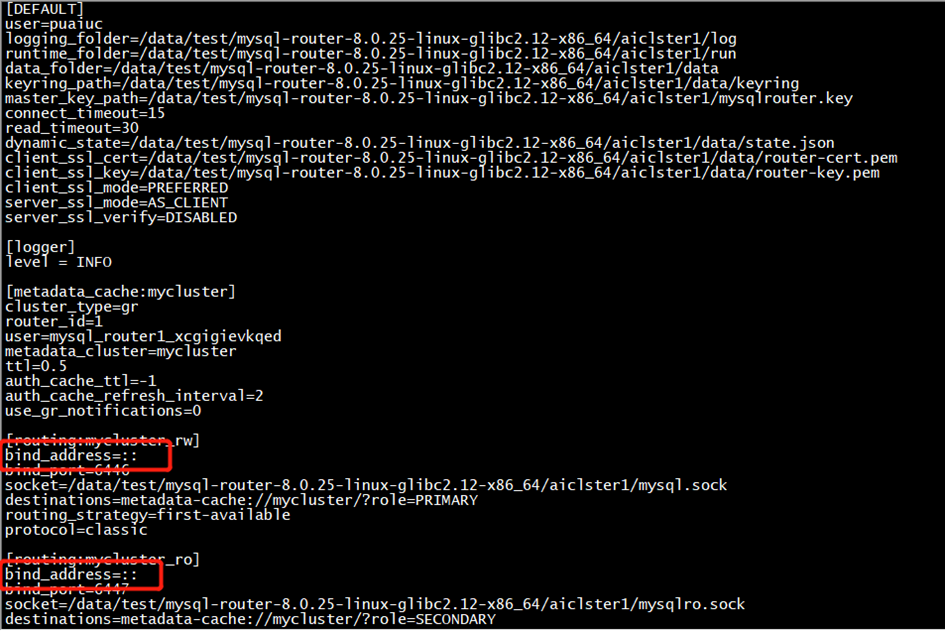 [DEFAULT]
user=puaiuc
logging_folder=/data/test/mysql-router-8.0.25-linux-glibc2.12-x86_64/aiclster1/log
runtime_folder=/data/test/mysql-router-8.0.25-linux-glibc2.12-x86_64/aiclster1/run
data_folder=/data/test/mysql-router-8.0.25-linux-glibc2.12-x86_64/aiclster1/data
keyring_path=/data/test/mysql-router-8.0.25-linux-glibc2.12-x86_64/aiclster1/data/keyring
master_key_path=/data/test/mysql-router-8.0.25-linux-glibc2.12-x86_64/aiclster1/mysqlrouter.key
connect_timeout=15
read_timeout=30
dynamic_state=/data/test/mysql-router-8.0.25-linux-glibc2.12-x86_64/aiclster1/data/state.json
client_ssl_cert=/data/test/mysql-router-8.0.25-linux-glibc2.12-x86_64/aiclster1/data/router-cert.pem
client_ssl_key=/data/test/mysql-router-8.0.25-linux-glibc2.12-x86_64/aiclster1/data/router-key.pem
client_ssl_mode=PREFERRED
server_ssl_mode=AS_CLIENT
server_ssl_verify=DISABLED
[logger]
level = INFO
[metadata_cache:mycluster]
cluster_type=gr
router_id=1
user=mysql_router1_xcgigievkqed
metadata_cluster=mycluster
ttl=0.5
auth_cache_ttl=-1
auth_cache_refresh_interval=2
use_gr_notifications=0
[routing:mycluster_rw]
bind_address=::
bind_port=6446
socket=/data/test/mysql-router-8.0.25-linux-glibc2.12-x86_64/aiclster1/mysql.sock
destinations=metadata-cache://mycluster/?role=PRIMARY
routing_strategy=first-available
protocol=classic
[routing:mycluster_ro]
bind_address=::
bind_port=6447
socket=/data/test/mysql-router-8.0.25-linux-glibc2.12-x86_64/aiclster1/mysqlro.sock
destinations=metadata-cache://mycluster/?role=SECONDARY